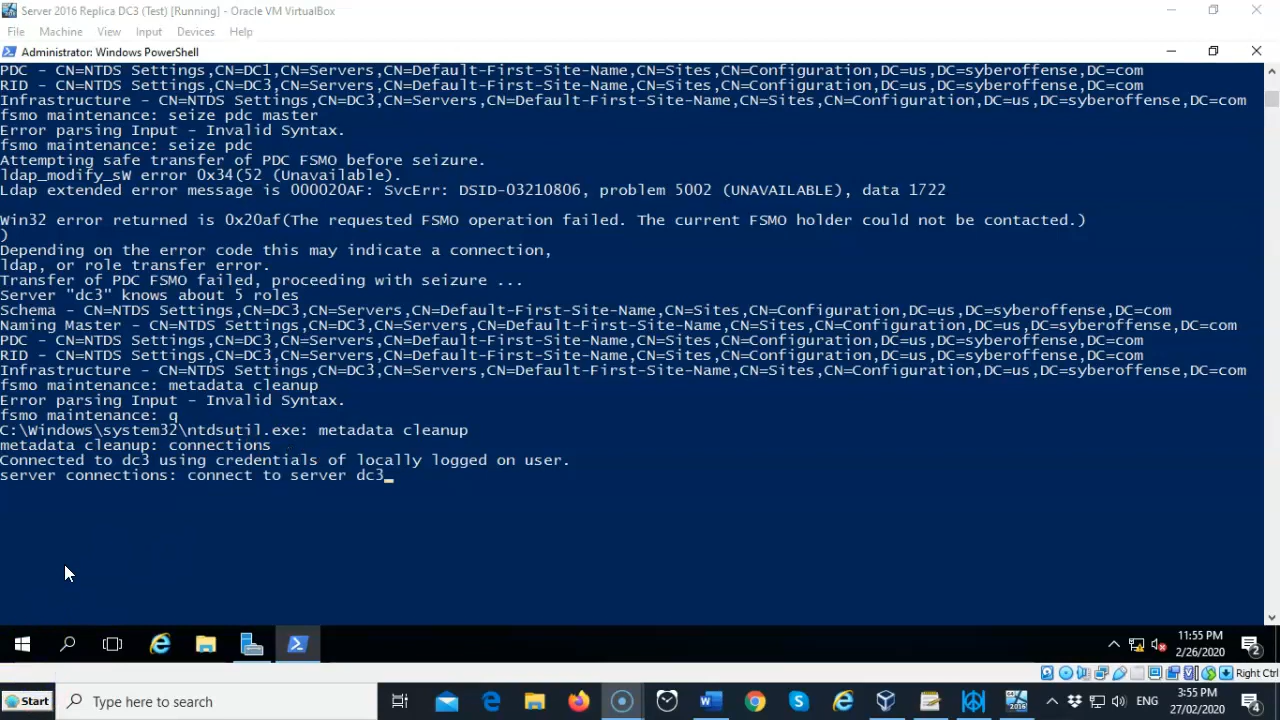 Server 2016 Replica DC3 (Test) [Running] - Oracle VM VirtualBox
File Machine View Input Devices Help
Administrator: Windows PowerShell
PDC - CN=NTDS Settings,CN=DC1,CN=Servers,CN=Default-First-Site-Name,CN=Sites,CN=Configuration,DC=us,DC=syberoffense,DC=com
RID - CN=NTDS Settings,CN=DC3,CN=Servers,CN=Default-First-Site-Name,CN=Sites,CN=Configuration,DC=us,DC=syberoffense,DC=com
Infrastructure - CN=NTDS Settings,CN=DC3,CN=Servers,CN=Default-First-Site-Name,CN=Sites,CN=Configuration,DC=us,DC=syberoffense,DC=com
fsmo maintenance: seize pdc master
Error parsing Input - Invalid Syntax.
fsmo maintenance: seize pdc
Attempting safe transfer of PDC FSMO before seizure.
ldap_modify_sW error 0x34(52 (Unavailable).
Ldap extended error message is 000020AF: SvcErr: DSID-03210806, problem 5002 (UNAVAILABLE), data 1722
Win32 error returned is 0x20af(The requested FSMO operation failed. The current FSMO holder could not be contacted.)
)
Depending on the error code this may indicate a connection,
ldap, or role transfer error.
Transfer of PDC FSMO failed, proceeding with seizure ...
Server "dc3" knows about 5 roles
Schema - CN=NTDS Settings,CN=DC3,CN=Servers,CN=Default-First-Site-Name,CN=Sites,CN=Configuration,DC=us,DC=syberoffense,DC=com
Naming Master - CN=NTDS Settings,CN=DC3,CN=Servers,CN=Default-First-Site-Name,CN=Sites,CN=Configuration,DC=us,DC=syberoffense,DC=com
PDC - CN=NTDS Settings,CN=DC3,CN=Servers,CN=Default-First-Site-Name,CN=Sites,CN=Configuration,DC=us,DC=syberoffense,DC=com
RID - CN=NTDS Settings,CN=DC3,CN=Servers,CN=Default-First-Site-Name,CN=Sites,CN=Configuration,DC=us,DC=syberoffense,DC=com
Infrastructure - CN=NTDS Settings,CN=DC3,CN=Servers,CN=Default-First-Site-Name,CN=Sites,CN=Configuration,DC=us,DC=syberoffense,DC=com
fsmo maintenance: metadata cleanup
Error parsing Input - Invalid Syntax.
fsmo maintenance: q
C:\Windows\system32\ntdsutil.exe: metadata cleanup
metadata cleanup: connections
Connected to dc3 using credentials of locally logged on user.
server connections: connect to server dc3_
11:55 PM
2/26/2020
2
Right Ctrl
Start
Type here to search
ENG
3:55 PM
27/02/2020
4